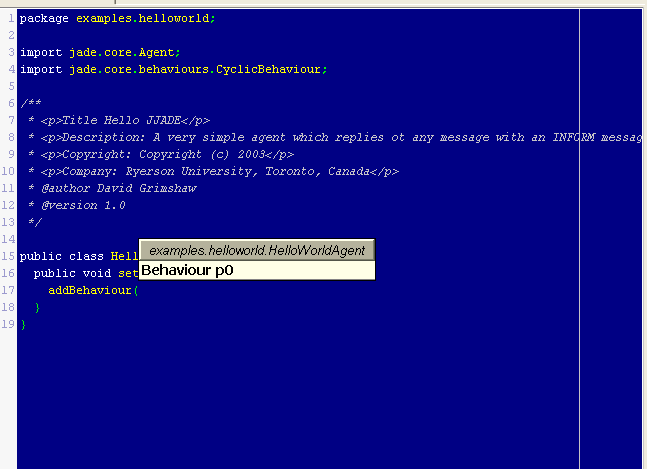 1 package examples.helloworld;
2
3 import jade.core.Agent;
4 import jade.core.behaviours.CyclicBehaviour;
5
6 /**
7  * <p>Title Hello JJADE</p>
8  * <p>Description: A very simple agent which replies ot any message with an INFORM messag
9  * <p>Copyright: Copyright (c) 2003</p>
10  * <p>Company: Ryerson University, Toronto, Canada</p>
11  * @author David Grimshaw
12  * @version 1.0
13  */
14
examples.helloworld.HelloWorldAgent
15 public class Hell
Behaviour p0
16   public void set
17     addBehaviour(
18   }
19 }